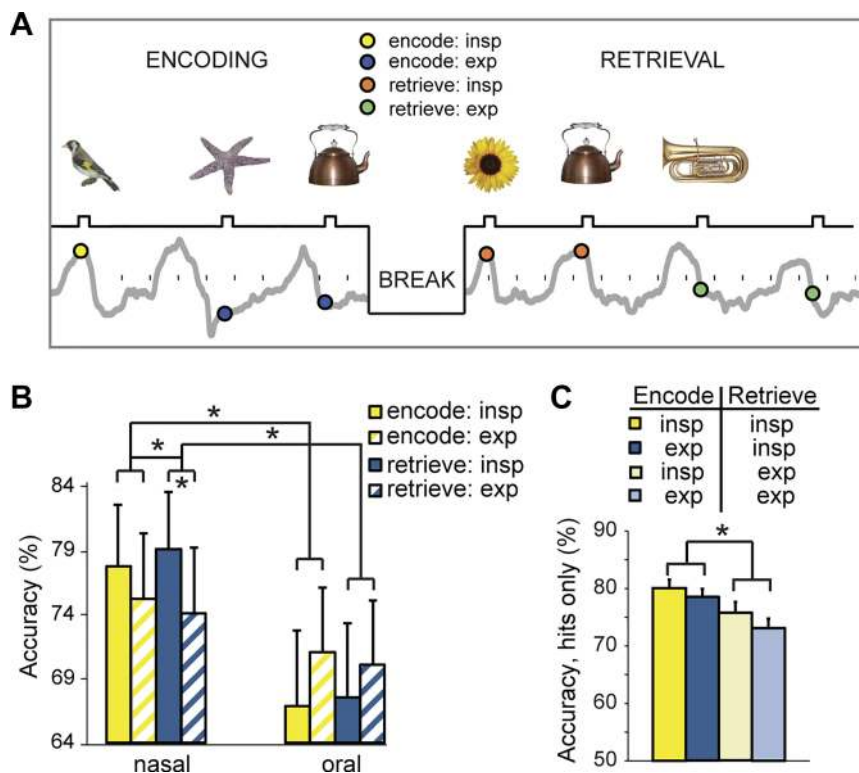 A
ENCODING
encode: insp
encode: exp
retrieve: insp
retrieve: exp
RETRIEVAL
BREAK
B
*
*
*
*
encode: insp
encode: exp
retrieve: insp
retrieve: exp
Accuracy (%)
84
79
74
69
64
nasal
oral
C
Encode Retrieve
insp insp
exp insp
insp exp
exp exp
Accuracy, hits only (%)
90
80
70
60
50
*